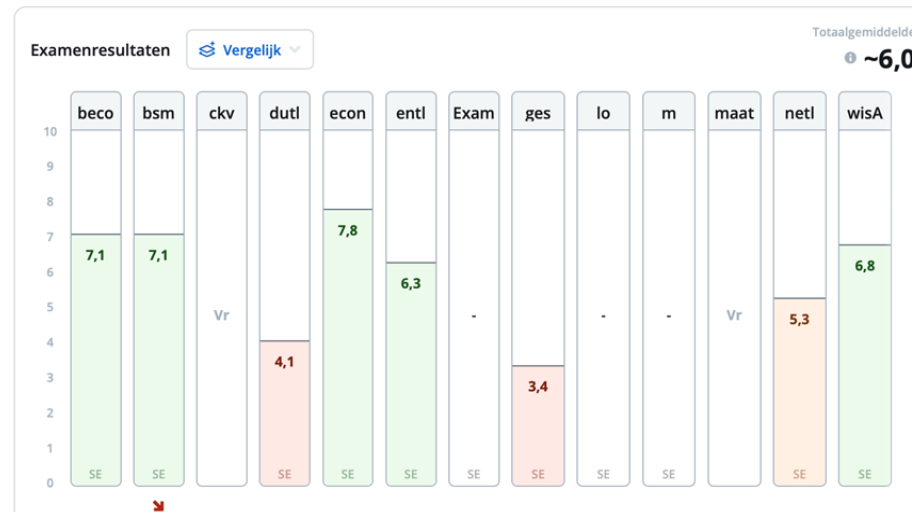 Totaalgemiddelde
Examenresultaten Vergelijk ~6,0
beco bsm ckv dutl econ entl Exam ges lo m maat netl wisA
10
9
8
7
6
5
4
3
2
1
0
7,1 7,1 Vr 4,1 7,8 6,3 - 3,4 - - Vr 5,3 6,8
SE SE SE SE SE SE SE SE SE SE SE